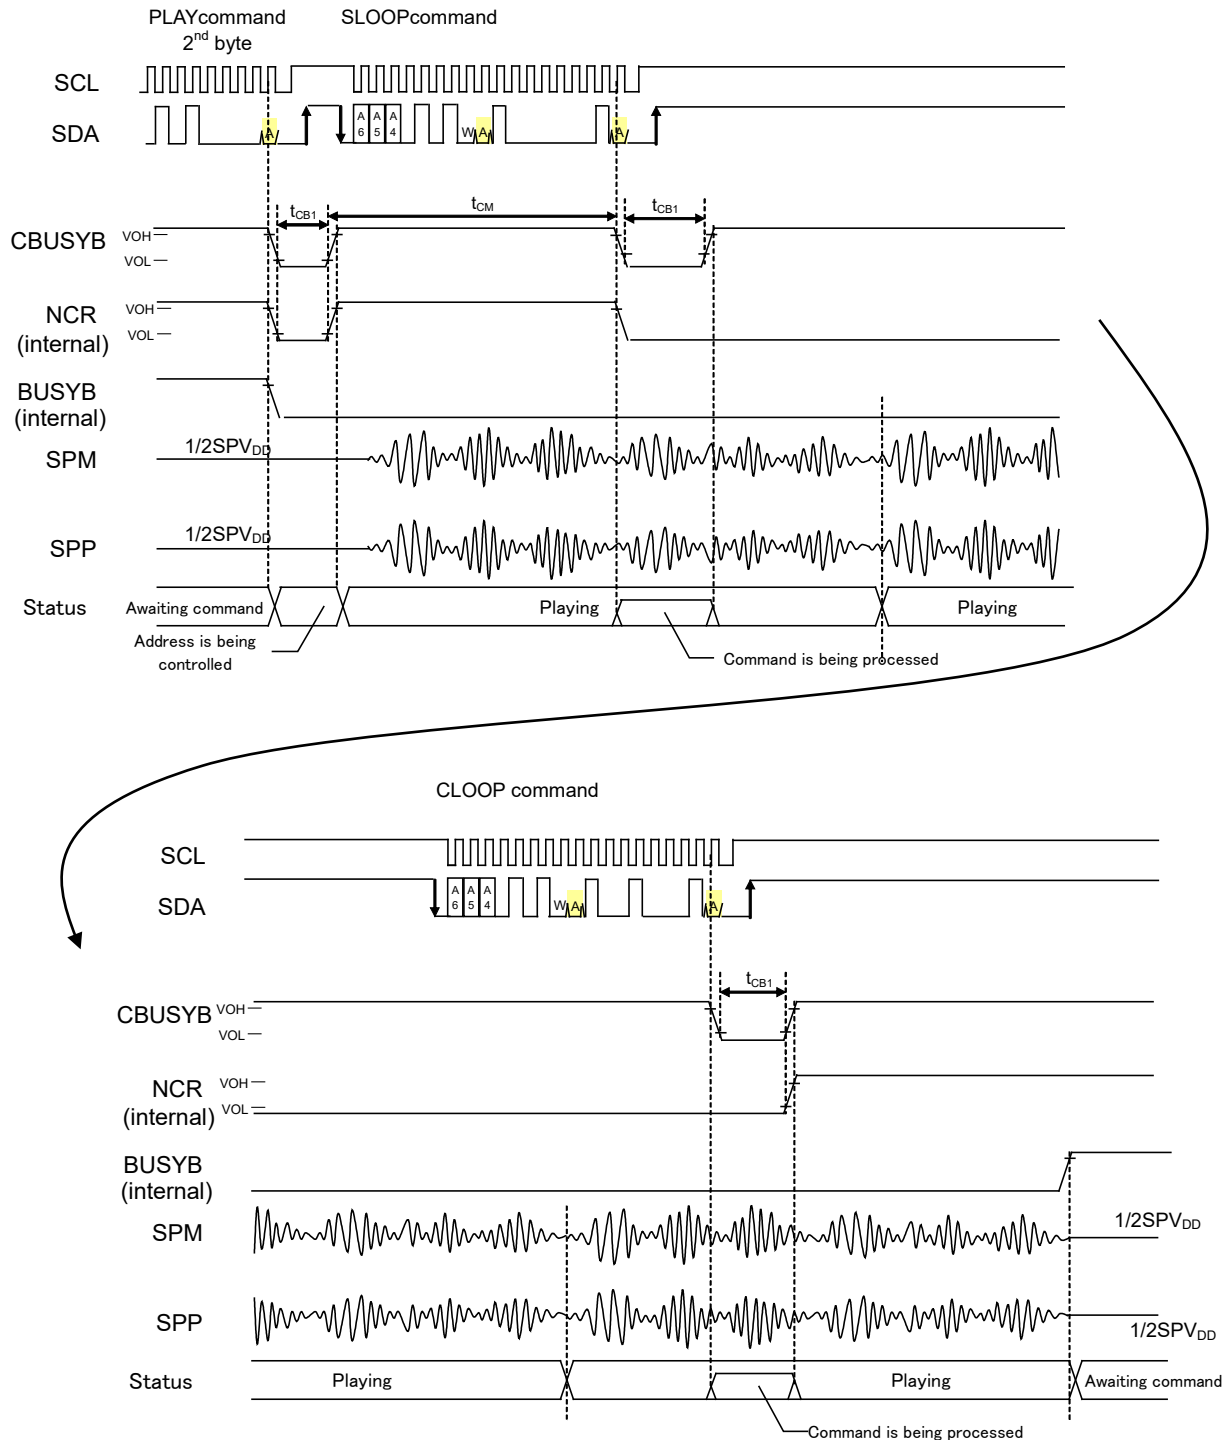 PLAYcommand
2nd byte
SLOOPcommand
SCL
SDA
A
A
6
A
5
A
4
W
A
A
tCB1
tCM
tCB1
CBUSYB
VOH
VOL
NCR
(internal)
VOH
VOL
BUSYB
(internal)
SPM
1/2SPVDD
SPP
1/2SPVDD
Status
Awaiting command
Playing
Playing
Address is being
controlled
Command is being processed
CLOOP command
SCL
SDA
A
6
A
5
A
4
W
A
A
tCB1
CBUSYB
VOH
VOL
NCR
(internal)
VOH
VOL
BUSYB
(internal)
SPM
1/2SPVDD
SPP
1/2SPVDD
Status
Playing
Playing
Awaiting command
Command is being processed